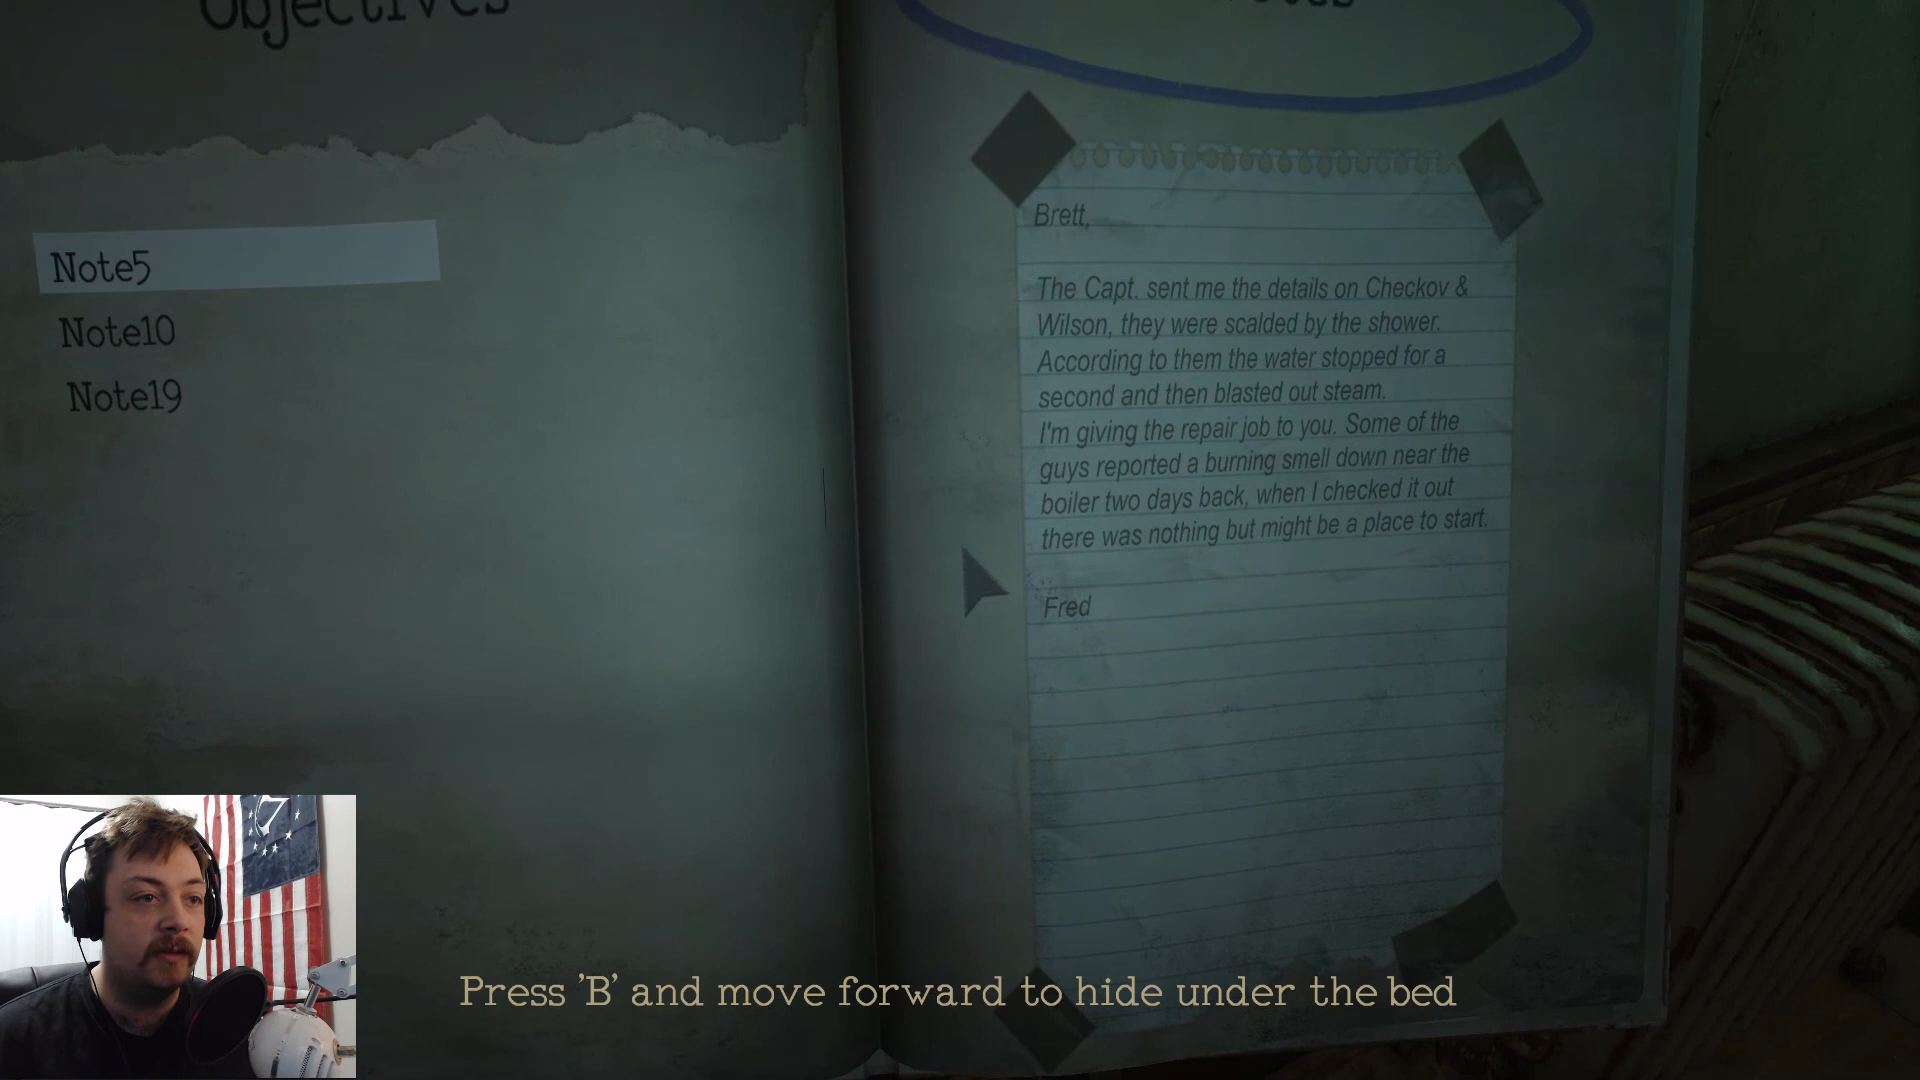 Objectives
Note5
Note10
Note19
Brett,
The Capt. sent me the details on Checkov &
Wilson, they were scalded by the shower.
According to them the water stopped for a
second and then blasted out steam.
I'm giving the repair job to you. Some of the
guys reported a burning smell down near the
boiler two days back, when I checked it out
there was nothing but might be a place to start.
Fred
Press 'B' and move forward to hide under the bed